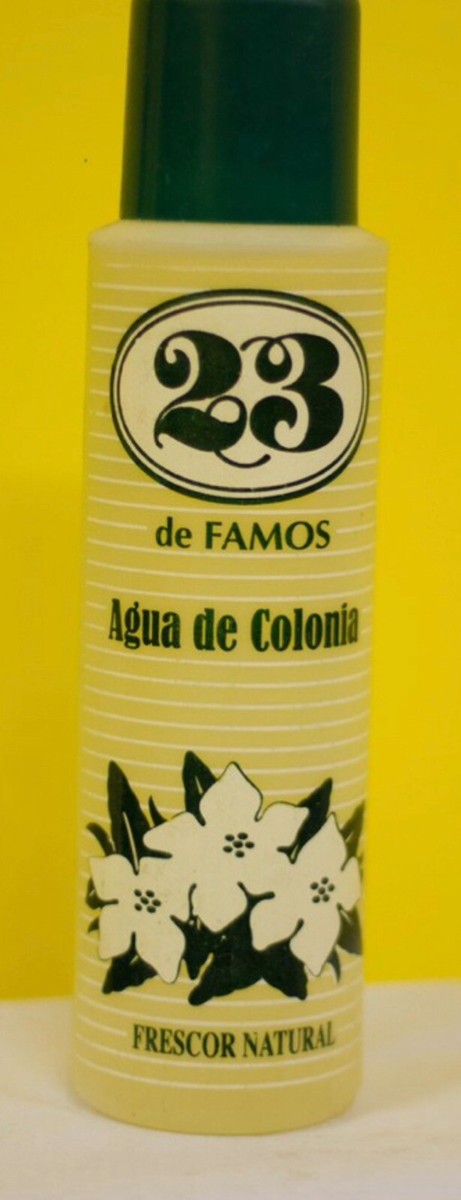 23
de FAMOS
Agua de Colonia
FRESCOR NATURAL